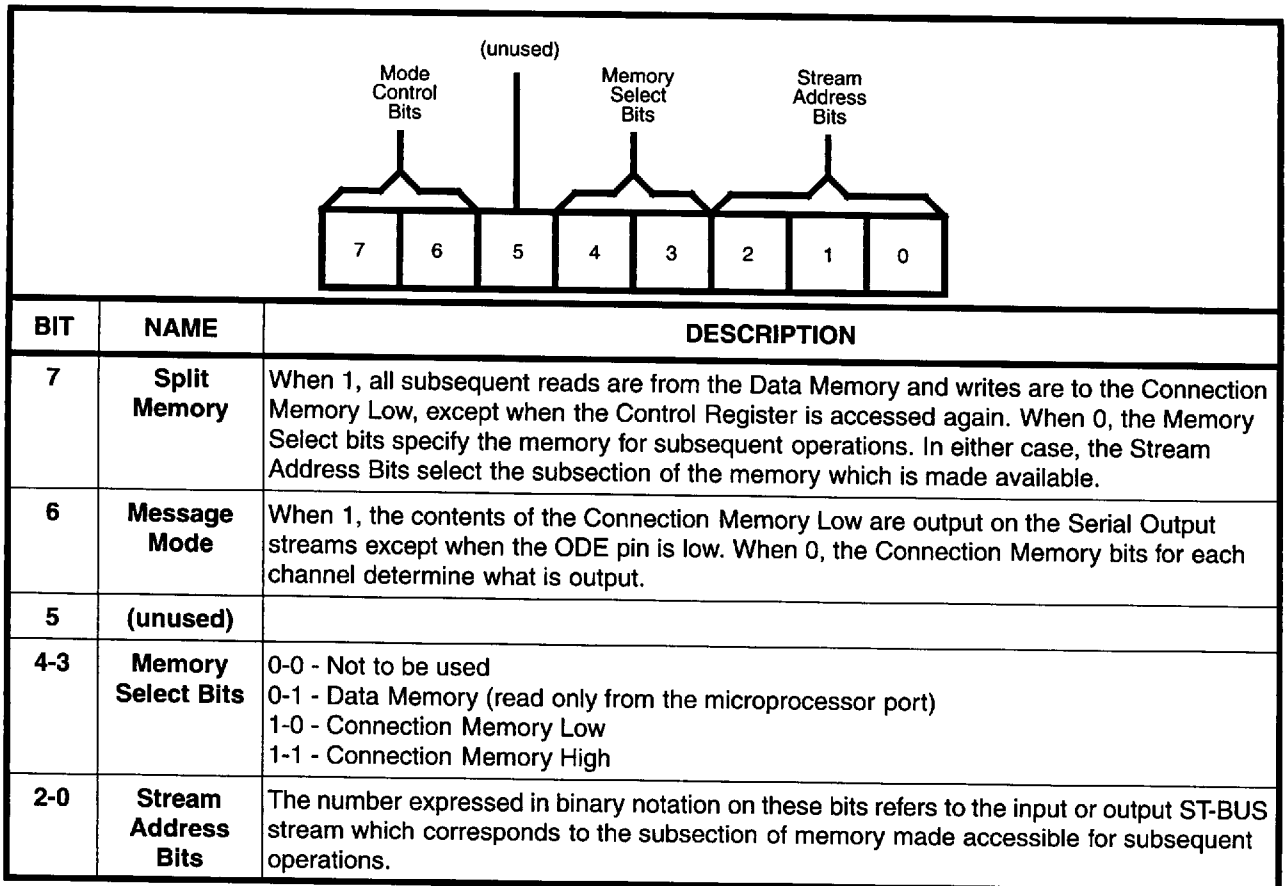 (unused)
Mode
Control
Bits
Memory
Select
Bits
Stream
Address
Bits
7 6 5 4 3 2 1 0
BIT NAME DESCRIPTION
7 Split Memory When 1, all subsequent reads are from the Data Memory and writes are to the Connection
Memory Low, except when the Control Register is accessed again. When 0, the Memory
Select bits specify the memory for subsequent operations. In either case, the Stream
Address Bits select the subsection of the memory which is made available.
6 Message Mode When 1, the contents of the Connection Memory Low are output on the Serial Output
streams except when the ODE pin is low. When 0, the Connection Memory bits for each
channel determine what is output.
5 (unused)
4-3 Memory Select Bits 0-0 - Not to be used
0-1 - Data Memory (read only from the microprocessor port)
1-0 - Connection Memory Low
1-1 - Connection Memory High
2-0 Stream Address Bits The number expressed in binary notation on these bits refers to the input or output ST-BUS
stream which corresponds to the subsection of memory made accessible for subsequent
operations.